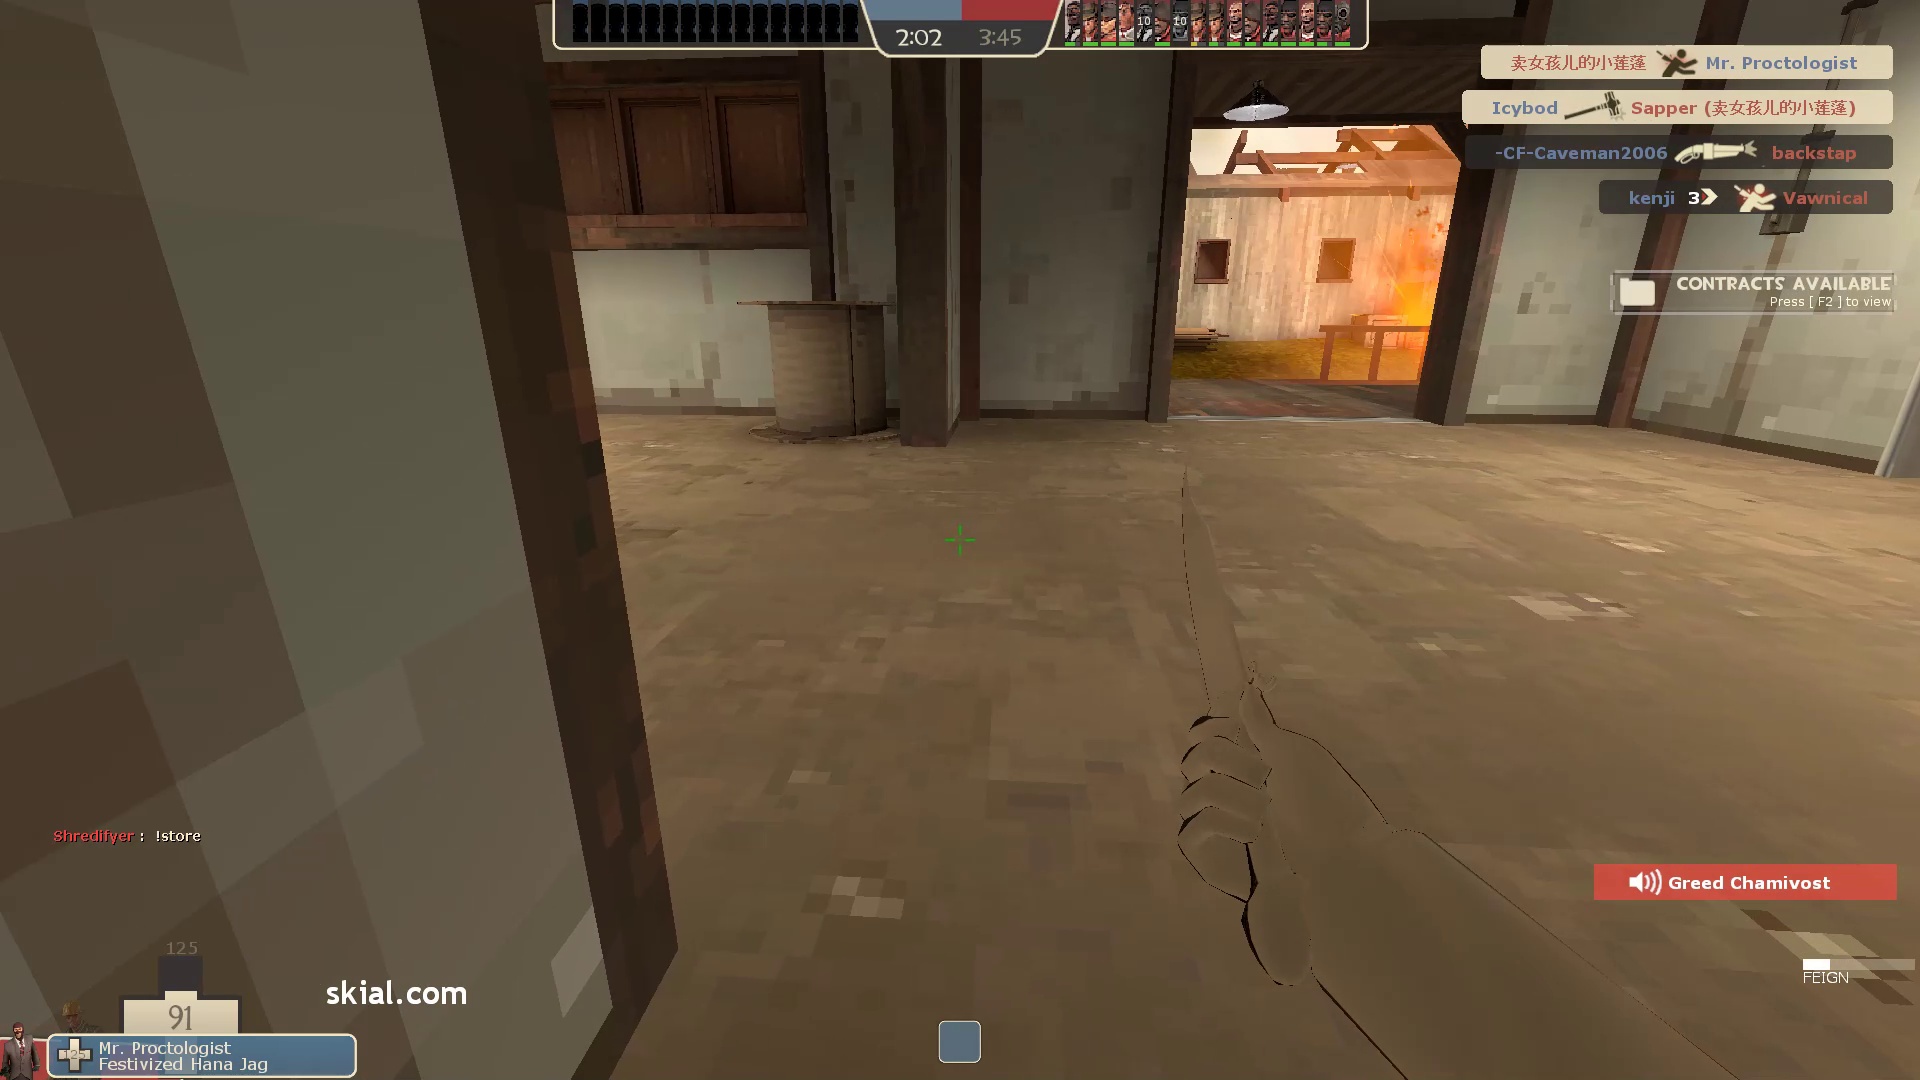 2:02 3:45
10 10
卖女孩儿的小莲蓬 Mr. Proctologist
Icybod Sapper (卖女孩儿的小莲蓬)
-CF-Caveman2006 backstap
kenji 3 Vawnical
CONTRACTS AVAILABLE
Press [ F2 ] to view
Shredifyer : !store
Greed Chamivost
FEIGN
125
91
skial.com
125
Mr. Proctologist
Festivized Hana Jag